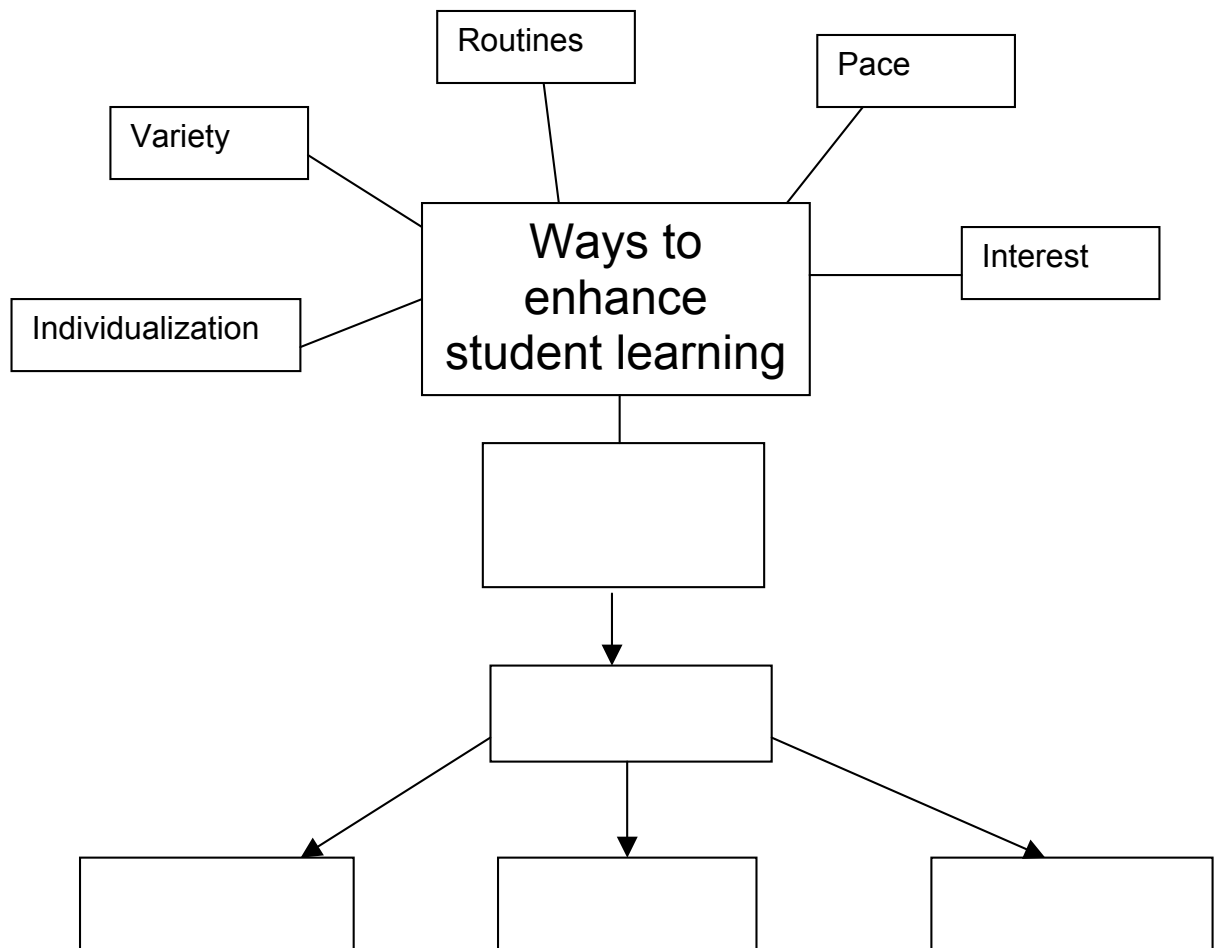 Routines
Pace
Variety
Ways to
enhance
student learning
Interest
Individualization